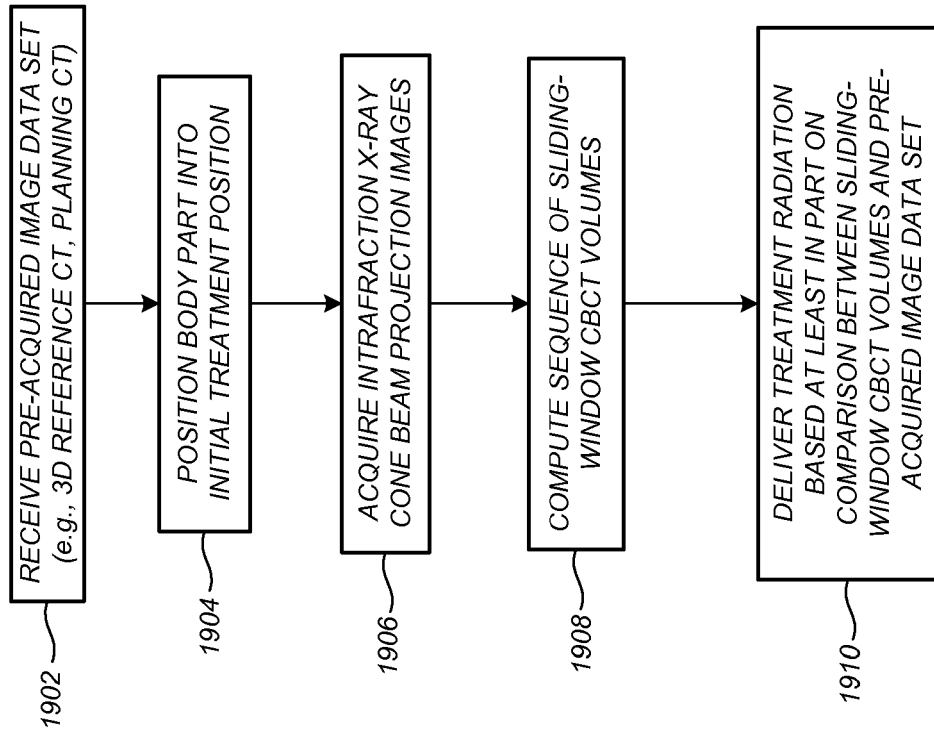 RECEIVE PRE-ACQUIRED IMAGE DATA SET
(e.g., 3D REFERENCE CT, PLANNING CT)
1902
POSITION BODY PART INTO
INITIAL TREATMENT POSITION
1904
ACQUIRE INTRAFRACTION X-RAY
CONE BEAM PROJECTION IMAGES
1906
COMPUTE SEQUENCE OF SLIDING-
WINDOW CBCT VOLUMES
1908
DELIVER TREATMENT RADIATION
BASED AT LEAST IN PART ON
COMPARISON BETWEEN SLIDING-
WINDOW CBCT VOLUMES AND PRE-
ACQUIRED IMAGE DATA SET
1910